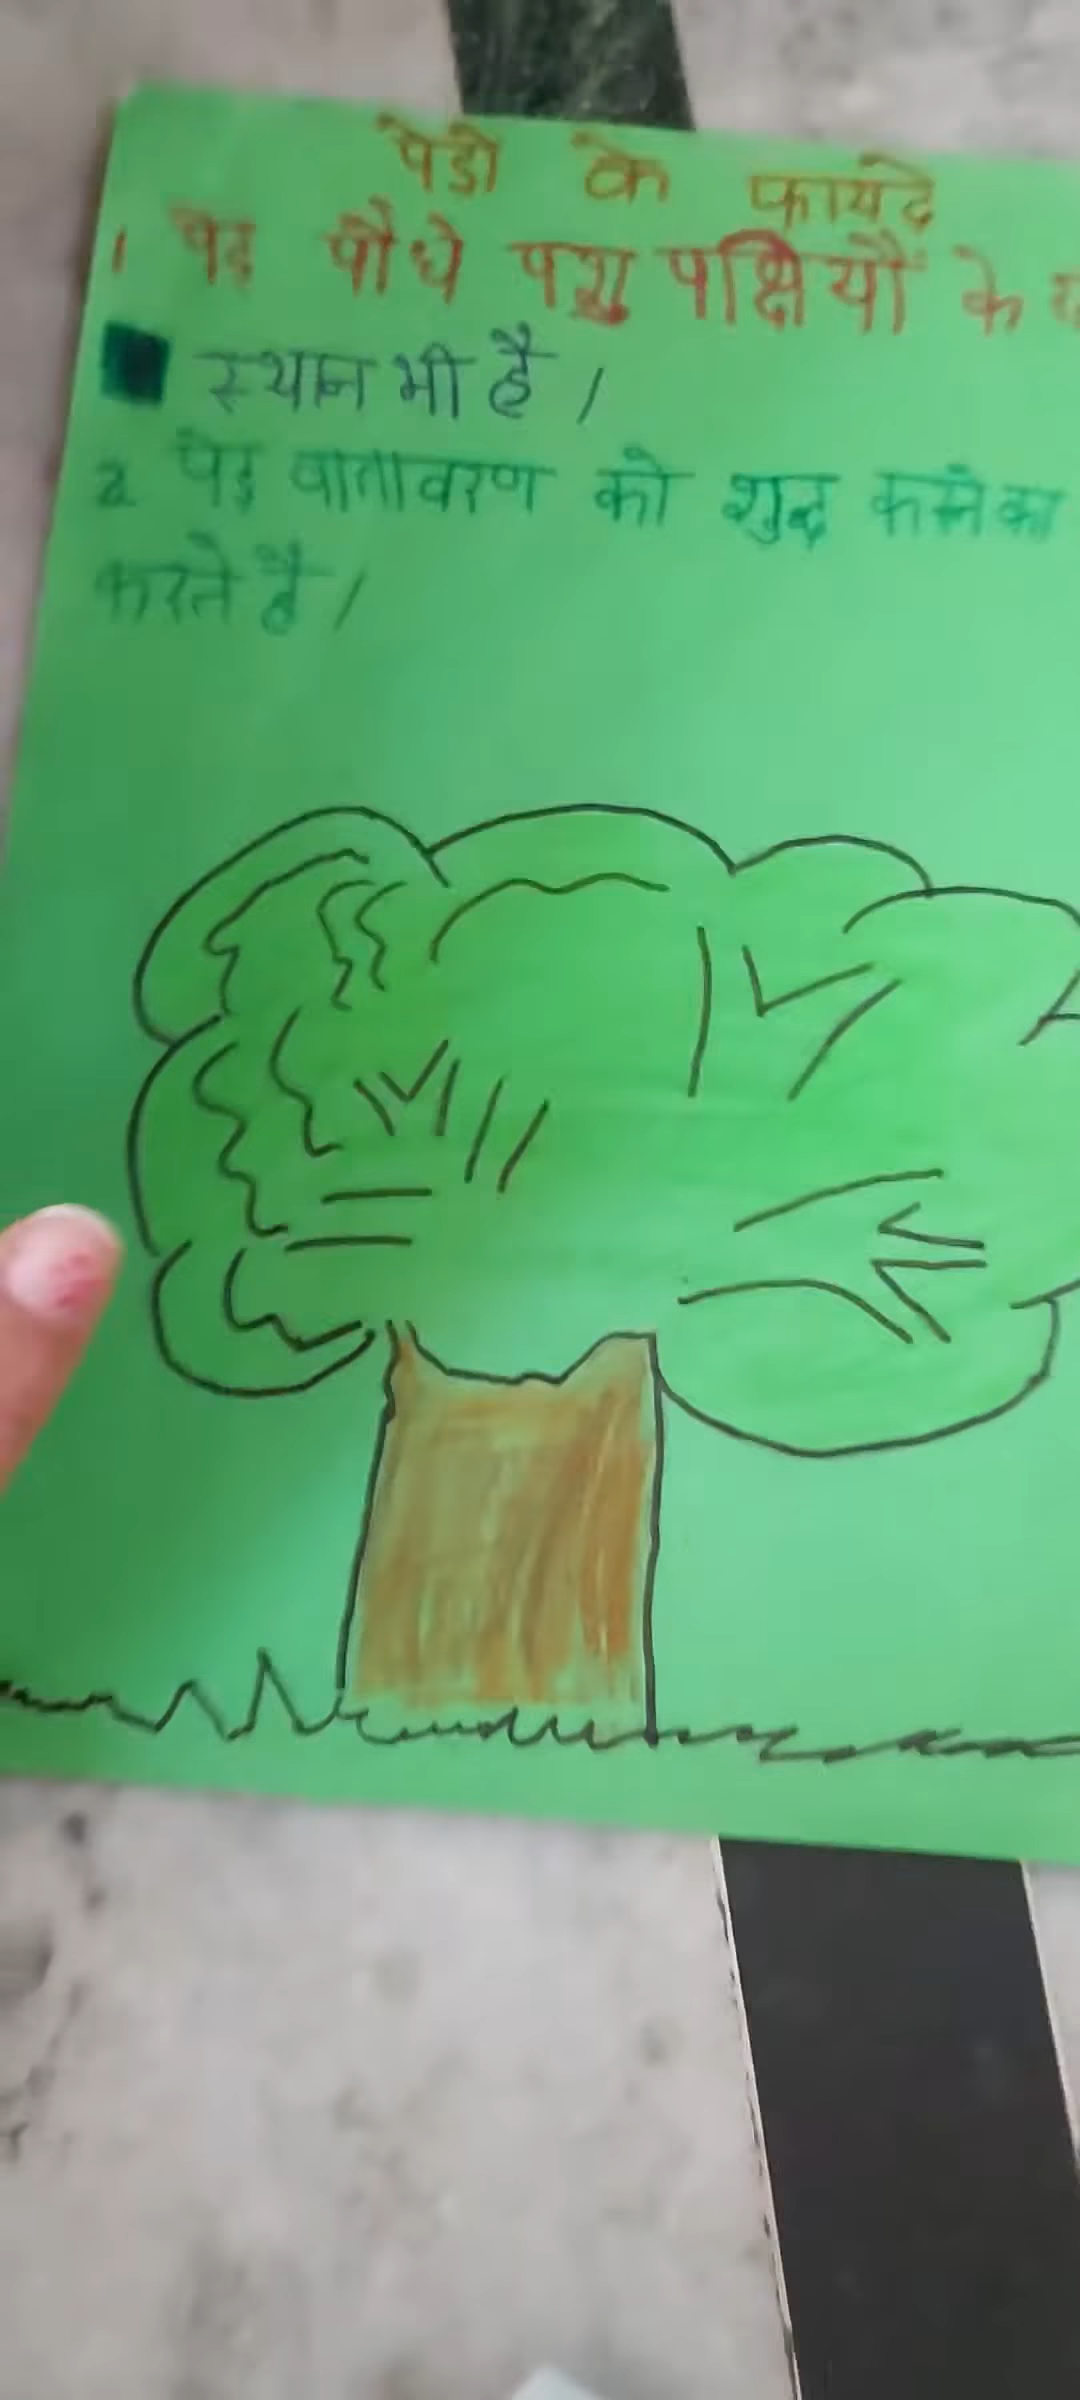 पेडो के फायदे
1 पेड़ पौधे पशु पक्षियों के
स्थान भी है।
2 पेड़ वातावरण को शुद्ध करने का
करते है।